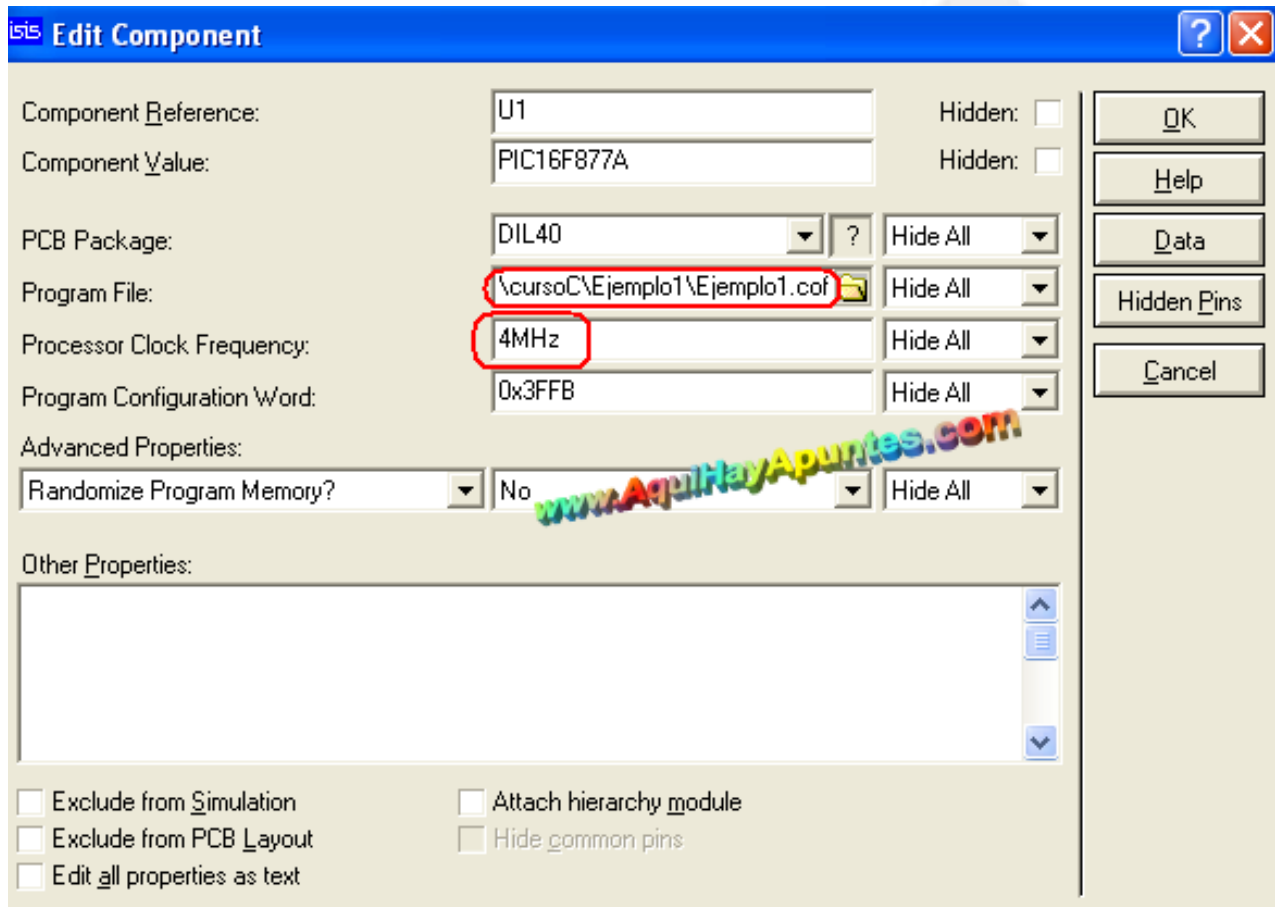 isis Edit Component
Component Reference: U1 Hidden:
Component Value: PIC16F877A Hidden:
PCB Package: DIL40 ? Hide All
Program File: \cursoC\Ejemplo1\Ejemplo1.cof Hide All
Processor Clock Frequency: 4MHz Hide All
Program Configuration Word: 0x3FFB Hide All
Advanced Properties:
Randomize Program Memory? No Hide All
www.AquiHayApuntes.com
Other Properties:
Exclude from Simulation Attach hierarchy module
Exclude from PCB Layout Hide common pins
Edit all properties as text
?
OK
Help
Data
Hidden Pins
Cancel